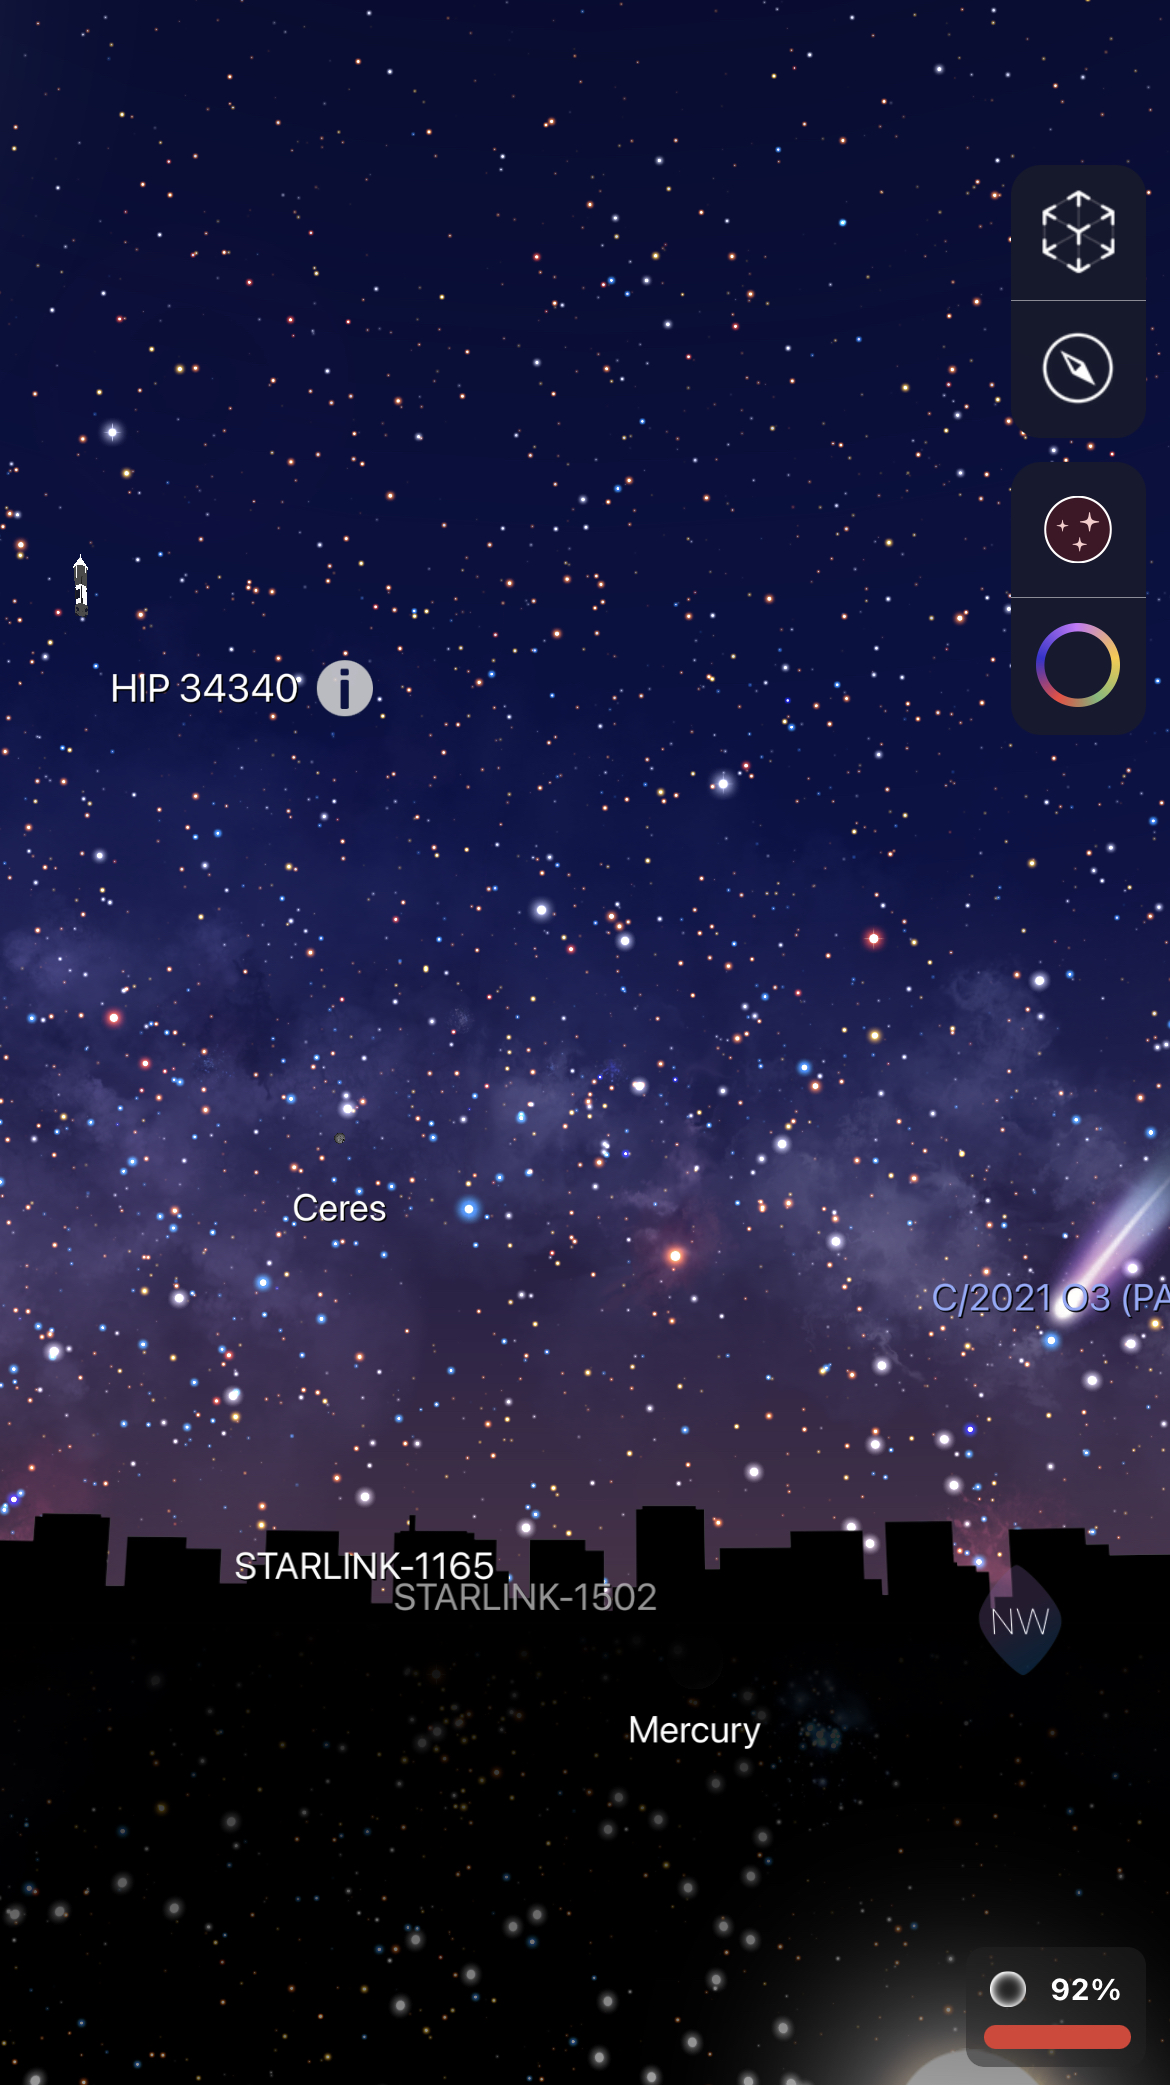 HIP 34340 i
Ceres
C/2021 O3 (PA
STARLINK-1165
STARLINK-1502
NW
Mercury
92%